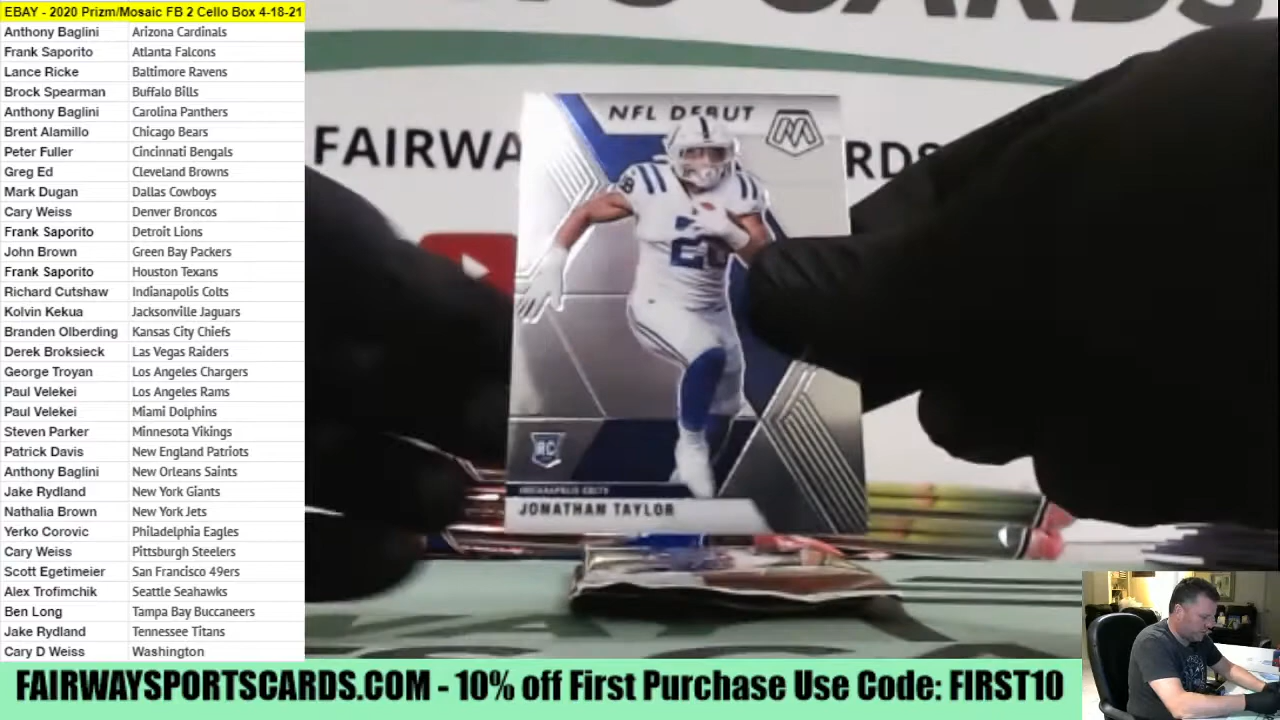 EBAY - 2020 Prizm/Mosaic FB 2 Cello Box 4-18-21
Anthony Baglini Arizona Cardinals
Frank Saporito Atlanta Falcons
Lance Ricke Baltimore Ravens
Brock Spearman Buffalo Bills
Anthony Baglini Carolina Panthers
Brent Alamillo Chicago Bears
Peter Fuller Cincinnati Bengals
Greg Ed Cleveland Browns
Mark Dugan Dallas Cowboys
Cary Weiss Denver Broncos
Frank Saporito Detroit Lions
John Brown Green Bay Packers
Frank Saporito Houston Texans
Richard Cutshaw Indianapolis Colts
Kolvin Kekua Jacksonville Jaguars
Branden Olberding Kansas City Chiefs
Derek Broksieck Las Vegas Raiders
George Troyan Los Angeles Chargers
Paul Velekei Los Angeles Rams
Paul Velekei Miami Dolphins
Steven Parker Minnesota Vikings
Patrick Davis New England Patriots
Anthony Baglini New Orleans Saints
Jake Rydland New York Giants
Nathalia Brown New York Jets
Yerko Corovic Philadelphia Eagles
Cary Weiss Pittsburgh Steelers
Scott Egetimeier San Francisco 49ers
Alex Trofimchik Seattle Seahawks
Ben Long Tampa Bay Buccaneers
Jake Rydland Tennessee Titans
Cary D Weiss Washington
CARDS
FAIRWA
RDS
NFL DEBUT
28
RC
INDIANAPOLIS COLTS
JONATHAN TAYLOR
FAIRWAYSPORTSCARDS.COM - 10% off First Purchase Use Code: FIRST10